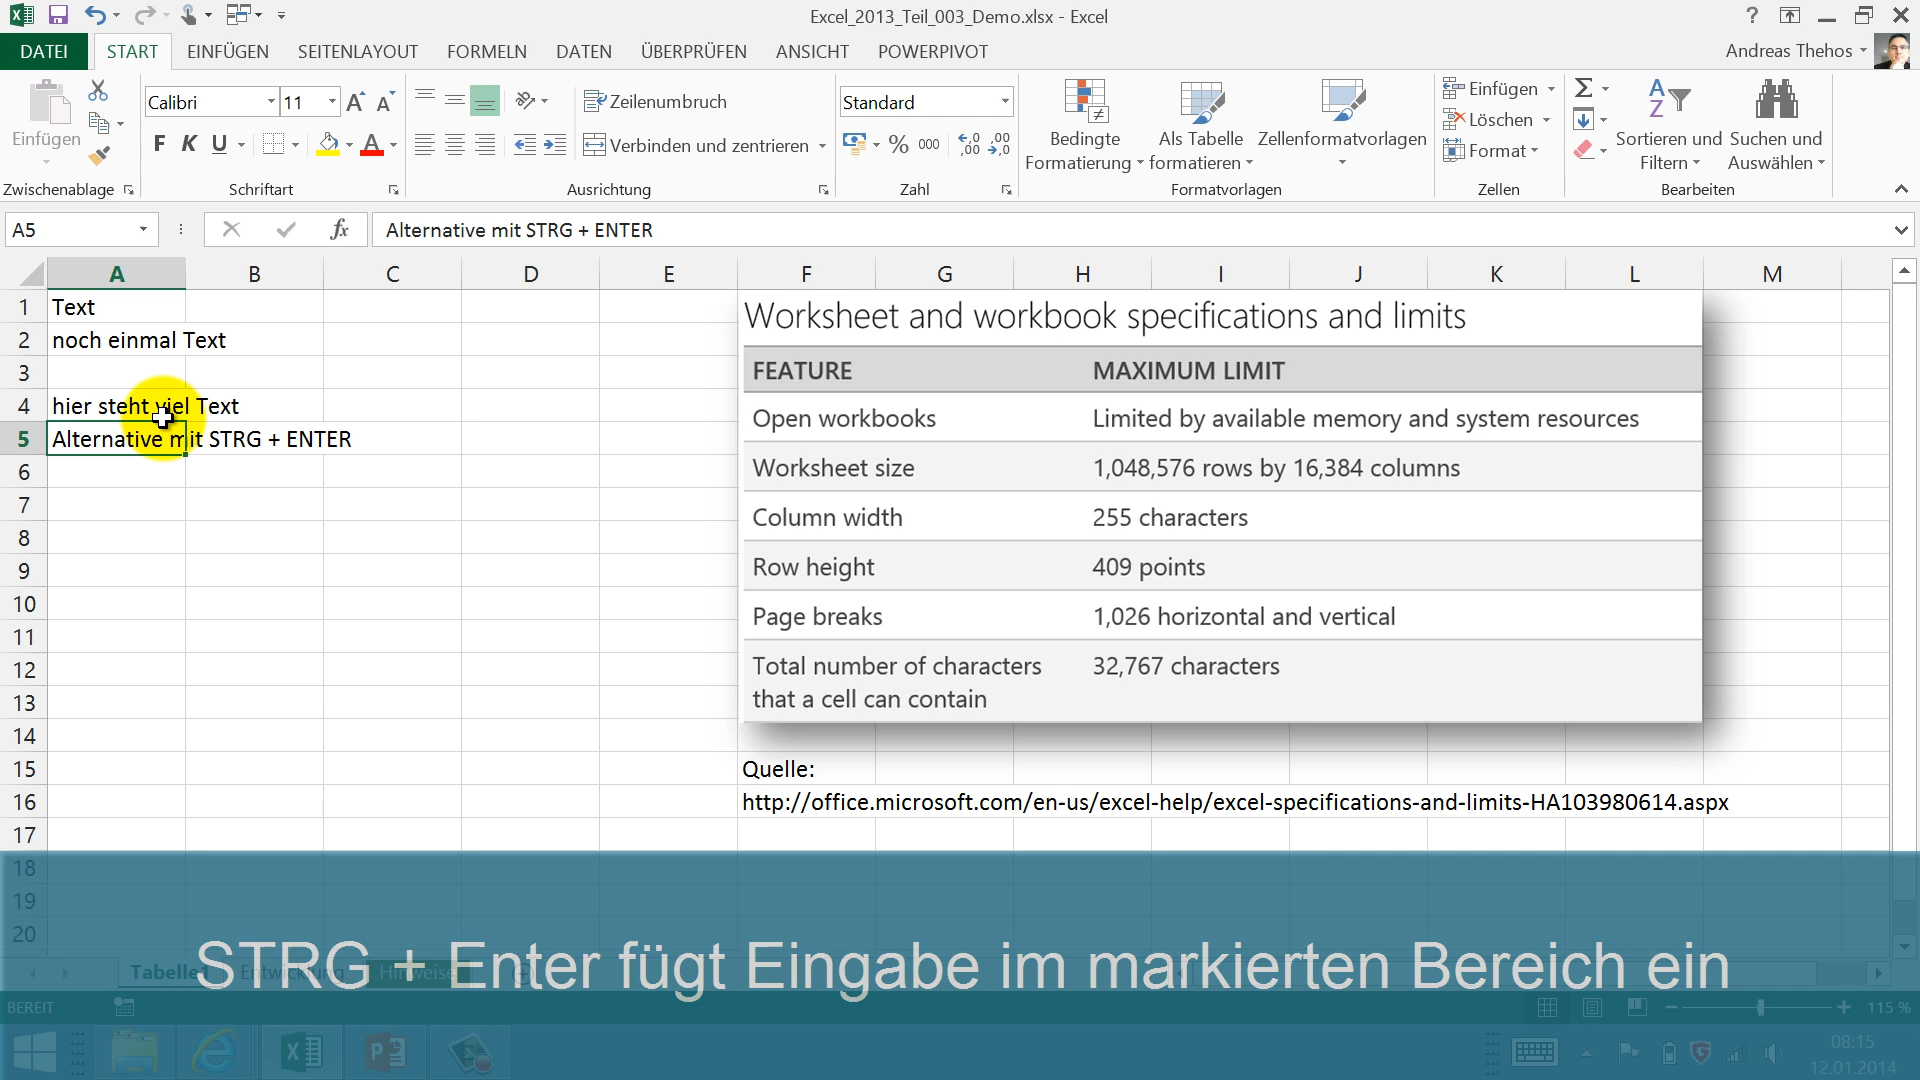 Excel_2013_Teil_003_Demo.xlsx - Excel
?
DATEI START EINFÜGEN SEITENLAYOUT FORMELN DATEN ÜBERPRÜFEN ANSICHT POWERPIVOT
Andreas Thehos
Einfügen
Calibri 11
F K U
Zeilenumbruch
Verbinden und zentrieren
Standard
% 000
Bedingte Formatierung
Als Tabelle formatieren
Zellenformatvorlagen
Einfügen
Löschen
Format
Sortieren und Filtern
Suchen und Auswählen
Zwischenablage Schriftart Ausrichtung Zahl Formatvorlagen Zellen Bearbeiten
A5 fx Alternative mit STRG + ENTER
A B C D E F G H I J K L M
1 Text
2 noch einmal Text
3
4 hier steht viel Text
5 Alternative mit STRG + ENTER
6
7
8
9
10
11
12
13
14
15
16
17
18
19
20
Worksheet and workbook specifications and limits
FEATURE MAXIMUM LIMIT
Open workbooks Limited by available memory and system resources
Worksheet size 1,048,576 rows by 16,384 columns
Column width 255 characters
Row height 409 points
Page breaks 1,026 horizontal and vertical
Total number of characters 32,767 characters
that a cell can contain
Quelle:
http://office.microsoft.com/en-us/excel-help/excel-specifications-and-limits-HA103980614.aspx
STRG + Enter fügt Eingabe im markierten Bereich ein
Tabelle1 Entwicklung Hinweise
BEREIT
115 %
08:15
12.01.2014